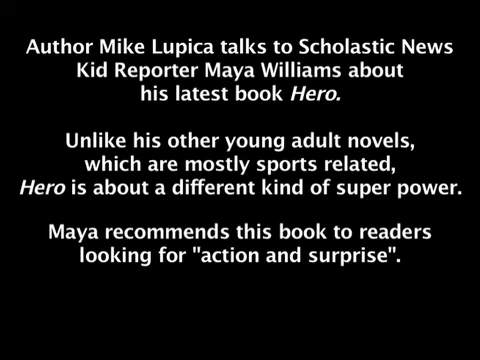 Author Mike Lupica talks to Scholastic News
Kid Reporter Maya Williams about
his latest book Hero.
Unlike his other young adult novels,
which are mostly sports related,
Hero is about a different kind of super power.
Maya recommends this book to readers
looking for "action and surprise".